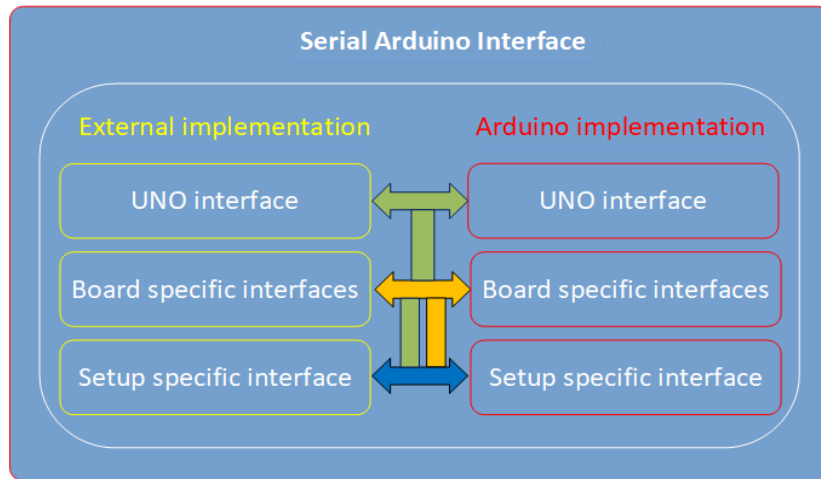 Serial Arduino Interface
External implementation
Arduino implementation
UNO interface
UNO interface
Board specific interfaces
Board specific interfaces
Setup specific interface
Setup specific interface